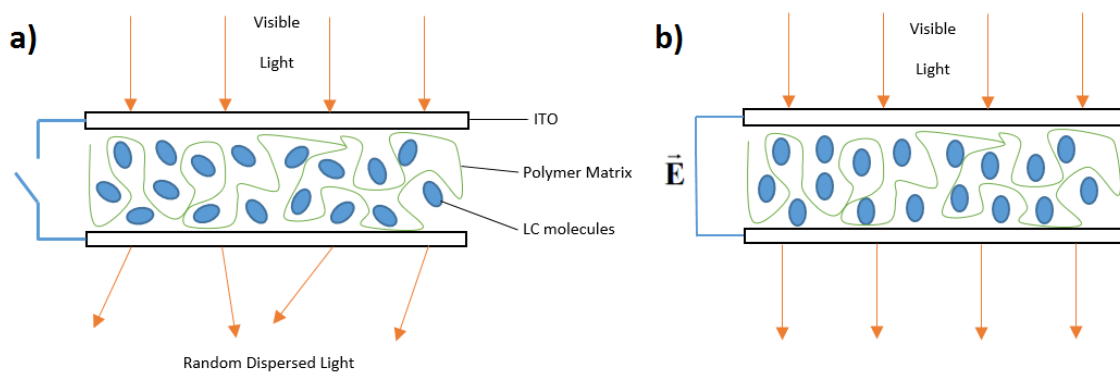 a)
Visible
Light
ITO
Polymer Matrix
LC molecules
Random Dispersed Light
b)
Visible
Light
E⃗